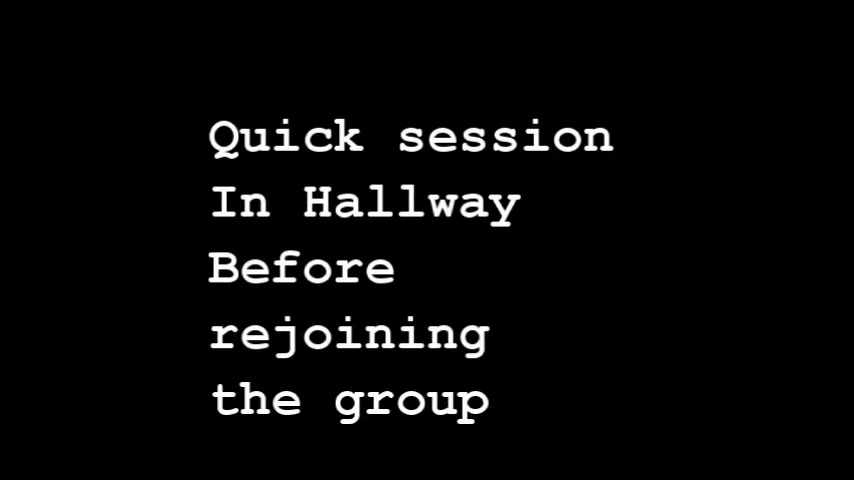 Quick session
In Hallway
Before
rejoining
the group